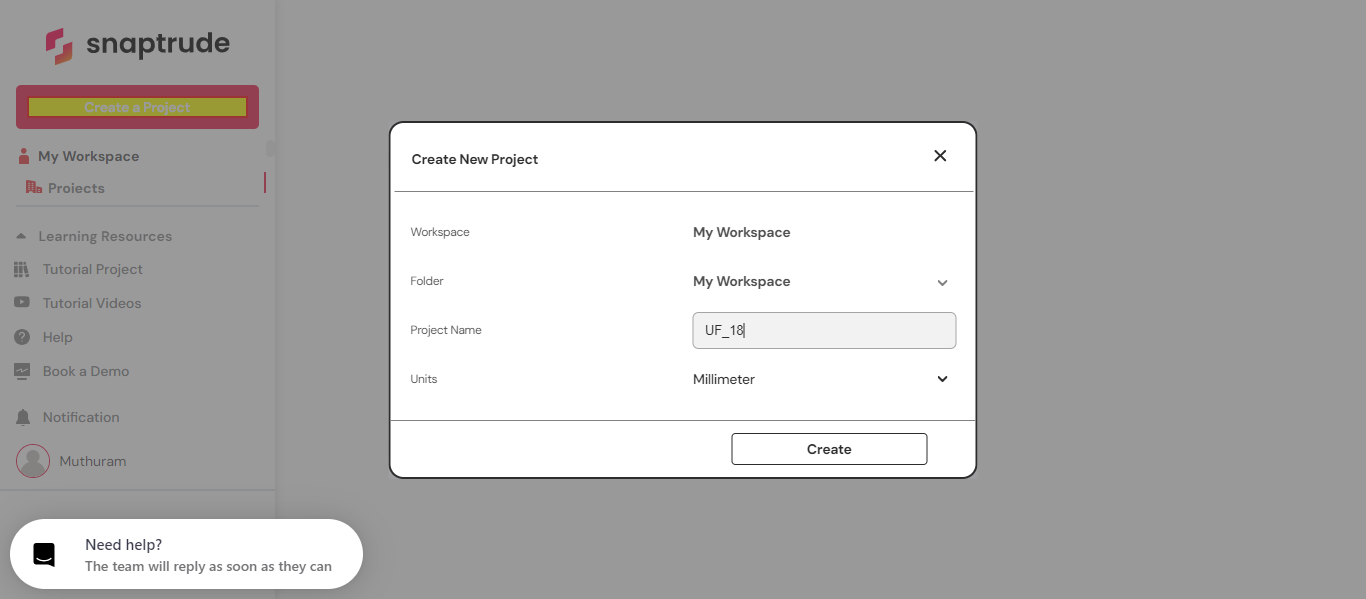 snaptrude
Create a Project
My Workspace
Projects
Learning Resources
Tutorial Project
Tutorial Videos
Help
Book a Demo
Notification
Muthuram
Need help?
The team will reply as soon as they can
Create New Project
Workspace My Workspace
Folder My Workspace
Project Name UF_18
Units Millimeter
Create